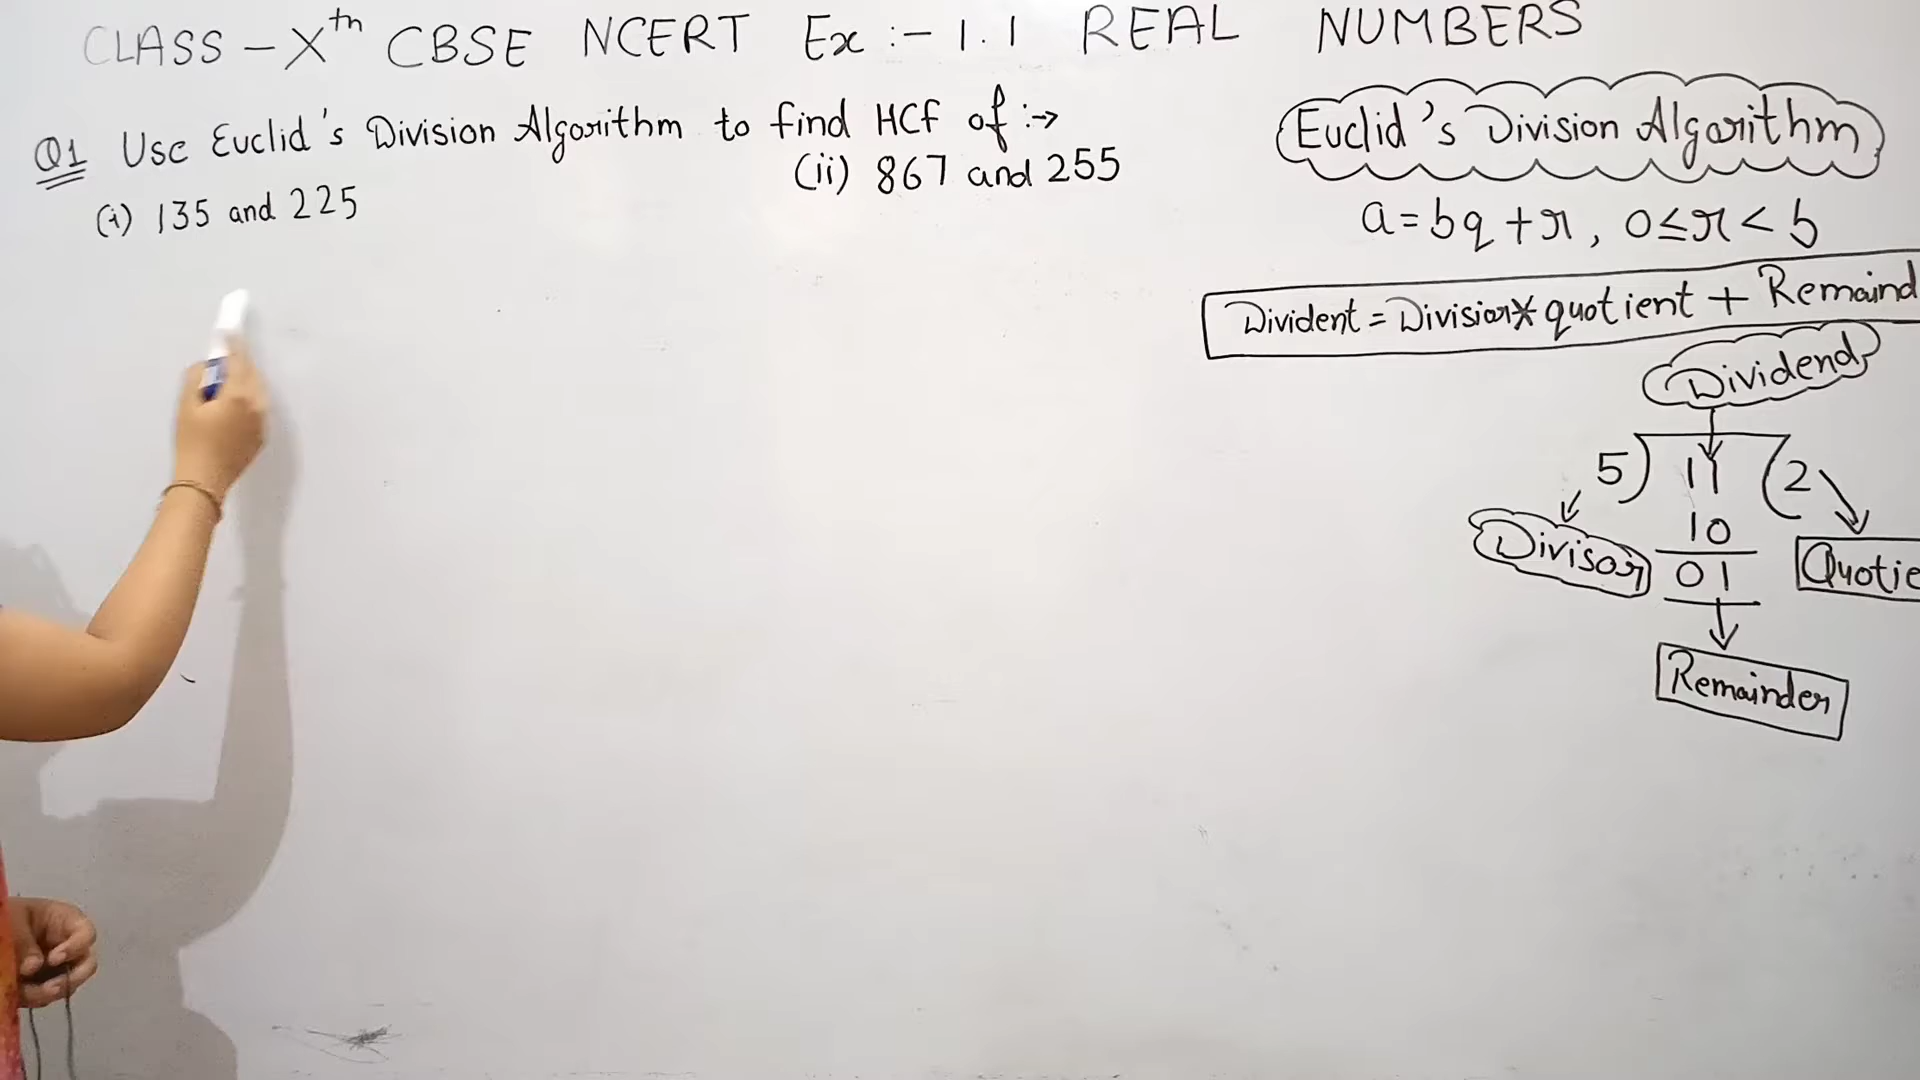 CLASS - Xth CBSE NCERT Ex :- 1.1 REAL NUMBERS
Q1 Use Euclid's Division Algorithm to find HCF of :→
(i) 135 and 225
(ii) 867 and 255
Euclid's Division Algorithm
a = bq + r, 0 ≤ r < b
Divident = Division * quotient + Remaind
Dividend
5) 11 (2
10
01
Divisor
Quotie
Remainder